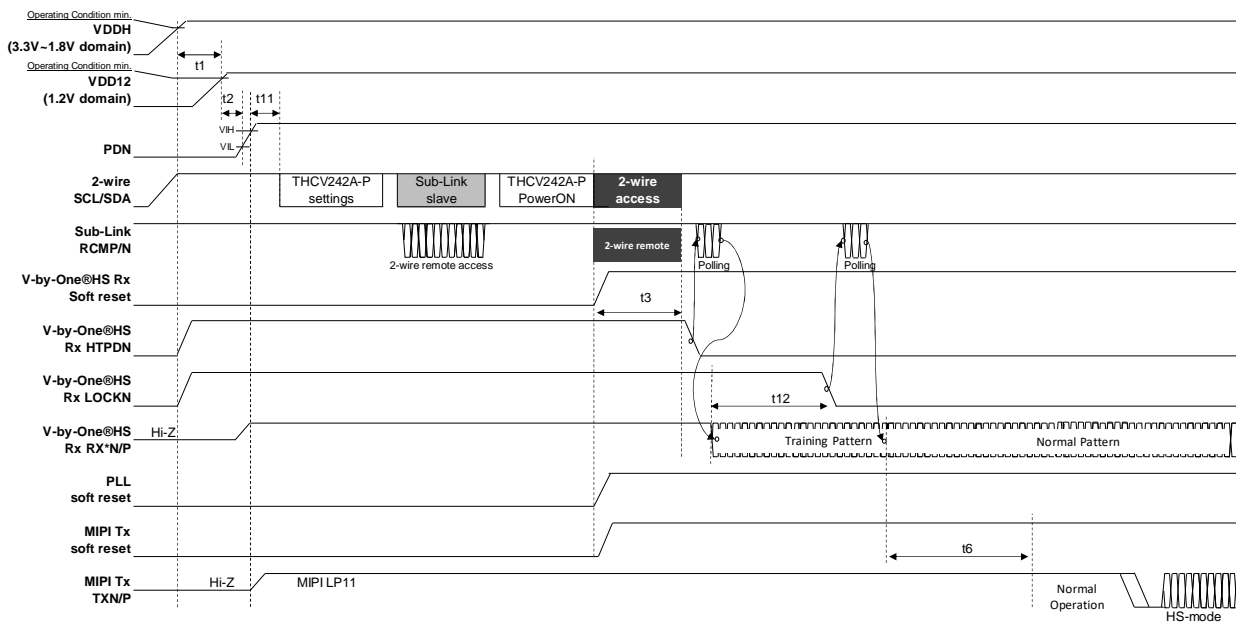 Operating Condition min.
VDDH
(3.3V~1.8V domain)
t1
Operating Condition min.
VDD12
(1.2V domain)
t2
t11
VIH
PDN
VIL
2-wire
SCL/SDA
THCV242A-P
settings
Sub-Link
slave
THCV242A-P
PowerON
2-wire
access
Sub-Link
RCMP/N
2-wire remote access
2-wire remote
Polling
Polling
V-by-One®HS Rx
Soft reset
t3
V-by-One®HS
Rx HTPDN
V-by-One®HS
Rx LOCKN
t12
V-by-One®HS
Rx RX*N/P
Hi-Z
Training Pattern
Normal Pattern
PLL
soft reset
MIPI Tx
soft reset
t6
MIPI Tx
TXN/P
Hi-Z
MIPI LP11
Normal
Operation
HS-mode